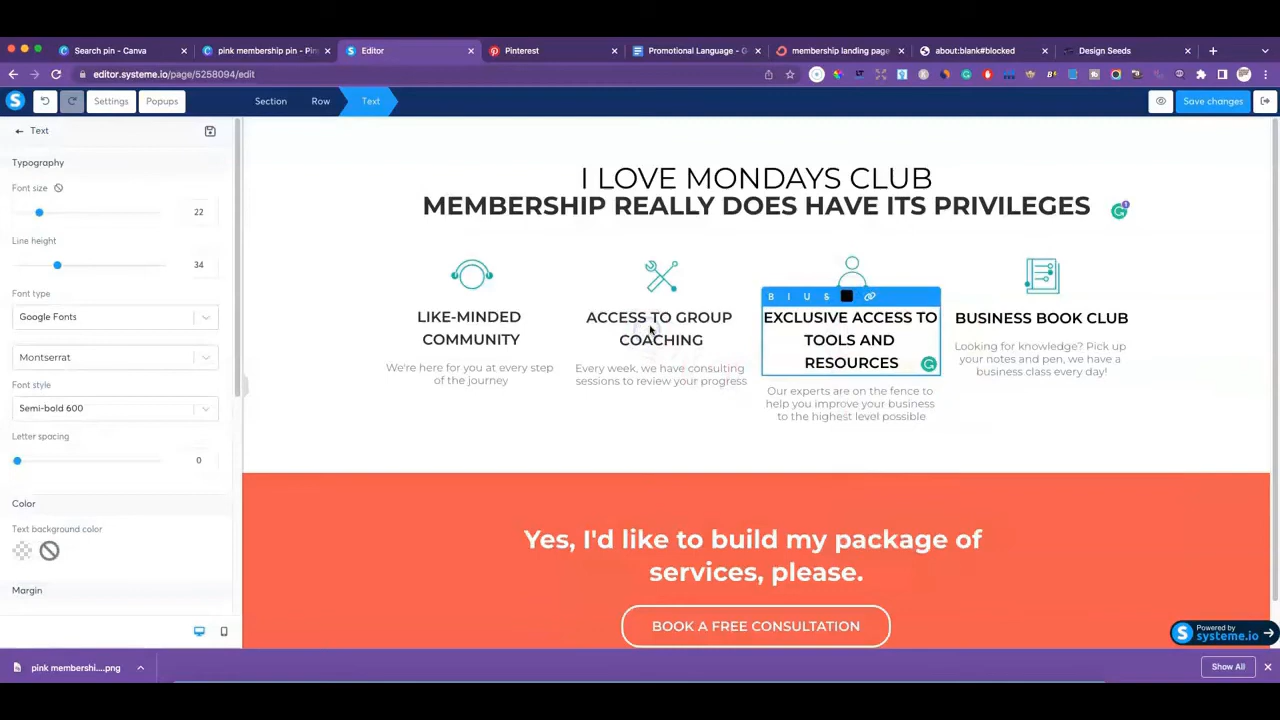 Search pin - Canva
pink membership pin - Pin
Editor
Pinterest
Promotional Language - G
membership landing page
about:blank#blocked
Design Seeds
editor.systeme.io/page/5258094/edit
Settings
Popups
Section
Row
Text
Save changes
Text
Typography
Font size
22
Line height
34
Font type
Google Fonts
Montserrat
Font style
Semi-bold 600
Letter spacing
0
Color
Text background color
Margin
I LOVE MONDAYS CLUB
MEMBERSHIP REALLY DOES HAVE ITS PRIVILEGES
LIKE-MINDED
COMMUNITY
We're here for you at every step
of the journey
ACCESS TO GROUP
COACHING
Every week, we have consulting
sessions to review your progress
B I U S
EXCLUSIVE ACCESS TO
TOOLS AND
RESOURCES
Our experts are on the fence to
help you improve your business
to the highest level possible
BUSINESS BOOK CLUB
Looking for knowledge? Pick up
your notes and pen, we have a
business class every day!
Yes, I'd like to build my package of
services, please.
BOOK A FREE CONSULTATION
Powered by
systeme.io
pink membershi....png
Show All